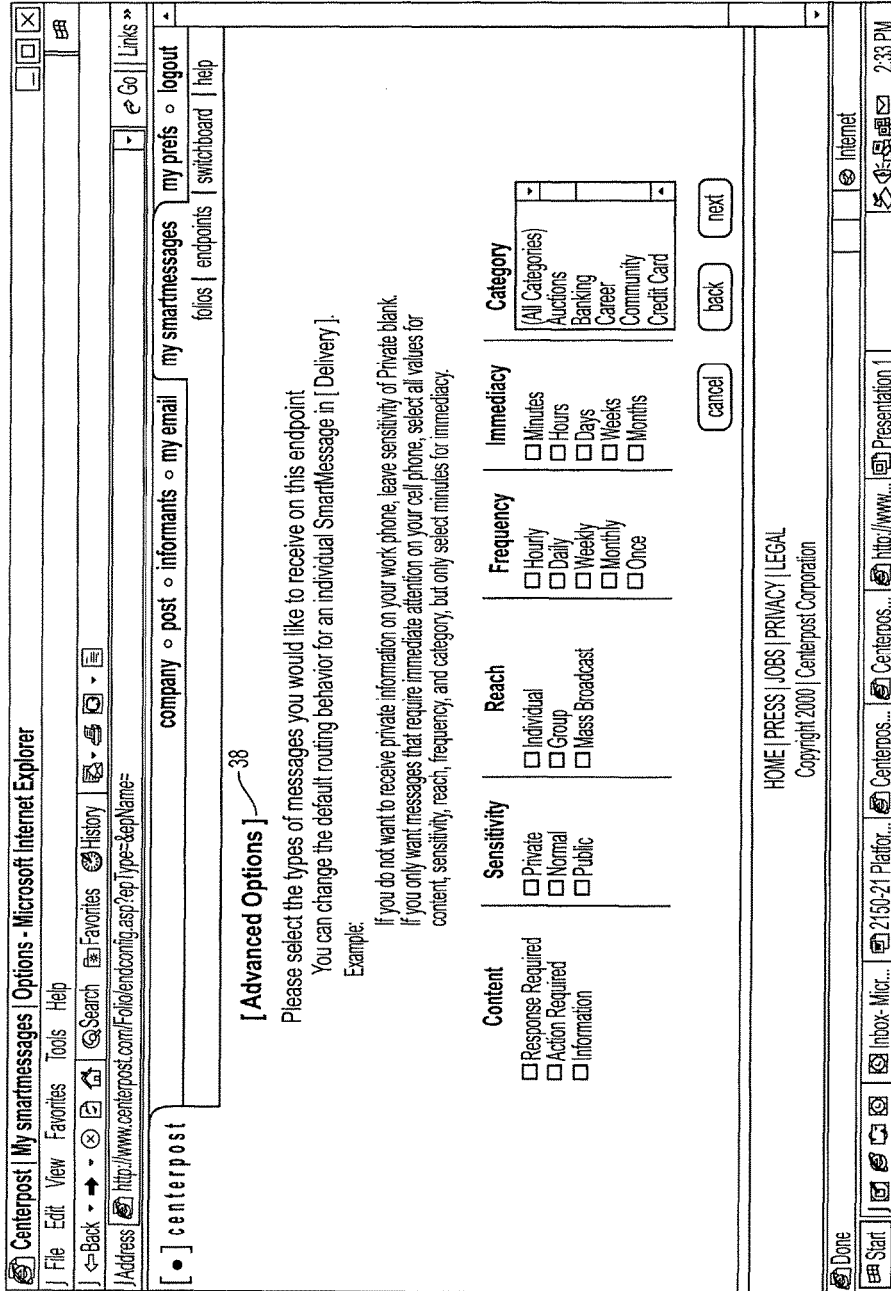 Centerpost | My smartmessages | Options - Microsoft Internet Explorer
File Edit View Favorites Tools Help
Back Search Favorites History
Address http://www.centerpost.com/Folio/endconfig.asp?epType=&epName= Go Links »
[ ● ] centerpost
company ○ post ○ informants ○ my email my smartmessages my prefs ○ logout
folios | endpoints | switchboard | help
[ Advanced Options ] 38
Please select the types of messages you would like to receive on this endpoint
You can change the default routing behavior for an individual SmartMessage in [ Delivery ].
Example:
If you do not want to receive private information on your work phone, leave sensitivity of Private blank.
If you only want messages that require immediate attention on your cell phone, select all values for
content, sensitivity, reach, frequency, and category, but only select minutes for immediacy.
Content
Response Required
Action Required
Information
Sensitivity
Private
Normal
Public
Reach
Individual
Group
Mass Broadcast
Frequency
Hourly
Daily
Weekly
Monthly
Once
Immediacy
Minutes
Hours
Days
Weeks
Months
Category
(All Categories)
Auctions
Banking
Career
Community
Credit Card
cancel back next
HOME | PRESS | JOBS | PRIVACY | LEGAL
Copyright 2000 | Centerpost Corporation
Done Internet
Start Inbox- Micr... 2150-21 Platfor... Centerpos... Centerpos... http://www... Presentation 1 2:33 PM